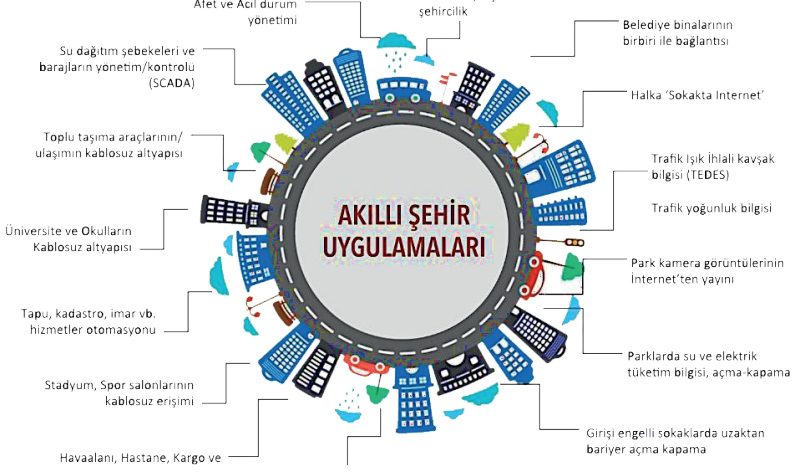 Afet ve Acil durum
yönetimi
şehircilik
Belediye binalarının
birbiri ile bağlantısı
Su dağıtım şebekeleri ve
barajların yönetim/kontrolü
(SCADA)
Halka ‘Sokakta Internet’
Toplu taşıma araçlarının/
ulaşımın kablosuz altyapısı
Trafik Işık İhlali kavşak
bilgisi (TEDES)
Trafik yoğunluk bilgisi
AKILLI ŞEHİR
UYGULAMALARI
Üniversite ve Okulların
Kablosuz altyapısı
Park kamera görüntülerinin
İnternet’ten yayını
Tapu, kadastro, imar vb.
hizmetler otomasyonu
Parklarda su ve elektrik
tüketim bilgisi, açma-kapama
Stadyum, Spor salonlarının
kablosuz erişimi
Girişi engelli sokaklarda uzaktan
bariyer açma kapama
Havaalanı, Hastane, Kargo ve